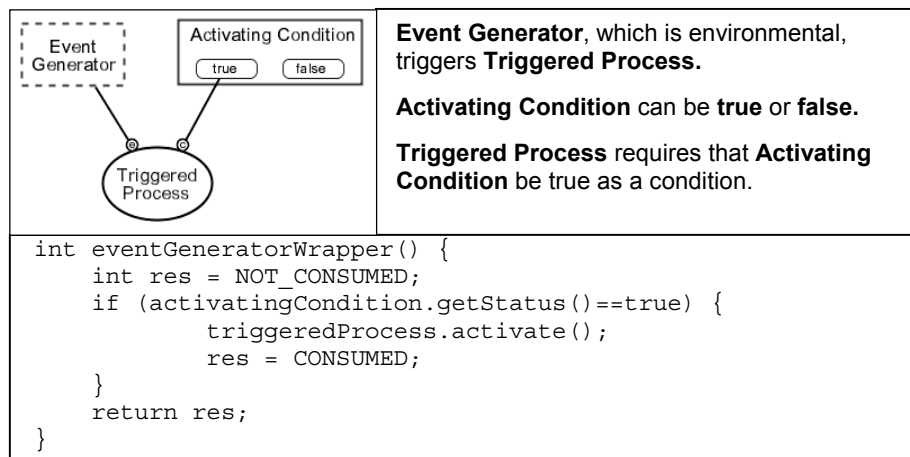 Event
Generator
Activating Condition
true
false
e
c
Triggered
Process
Event Generator, which is environmental,
triggers Triggered Process.
Activating Condition can be true or false.
Triggered Process requires that Activating
Condition be true as a condition.
int eventGeneratorWrapper() {
    int res = NOT_CONSUMED;
    if (activatingCondition.getStatus()==true) {
            triggeredProcess.activate();
            res = CONSUMED;
    }
    return res;
}